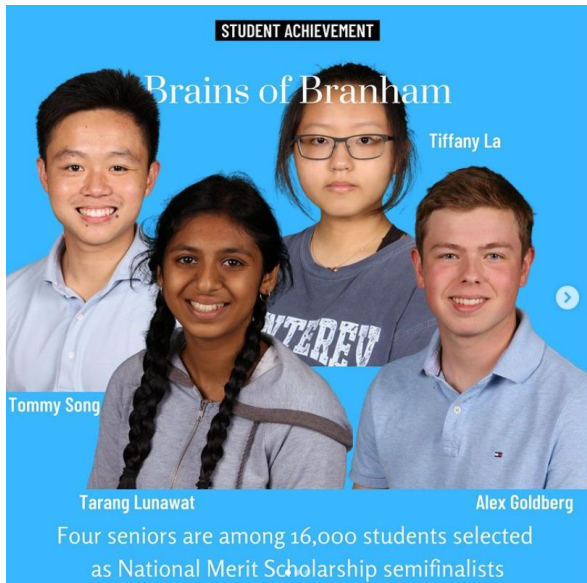 STUDENT ACHIEVEMENT
Brains of Branham
Tiffany La
NTEREY
Tommy Song
Tarang Lunawat
Alex Goldberg
Four seniors are among 16,000 students selected
as National Merit Scholarship semifinalists